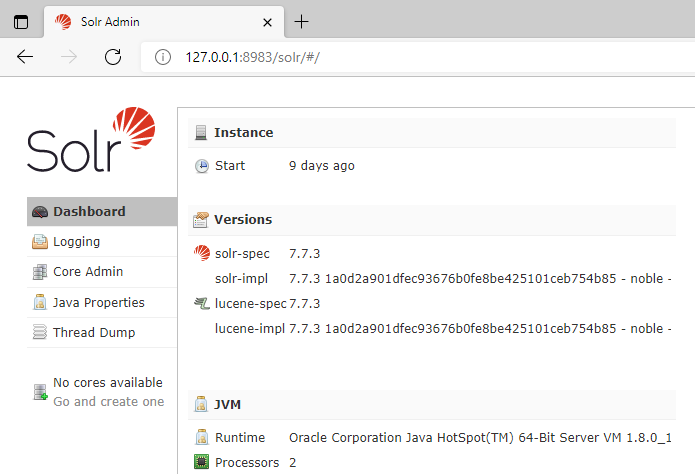 Solr Admin
127.0.0.1:8983/solr/#/
Solr
Dashboard
Logging
Core Admin
Java Properties
Thread Dump
No cores available
Go and create one
Instance
Start 9 days ago
Versions
solr-spec 7.7.3
solr-impl 7.7.3 1a0d2a901dfec93676b0fe8be425101ceb754b85 - noble -
lucene-spec 7.7.3
lucene-impl 7.7.3 1a0d2a901dfec93676b0fe8be425101ceb754b85 - noble -
JVM
Runtime Oracle Corporation Java HotSpot(TM) 64-Bit Server VM 1.8.0_1
Processors 2